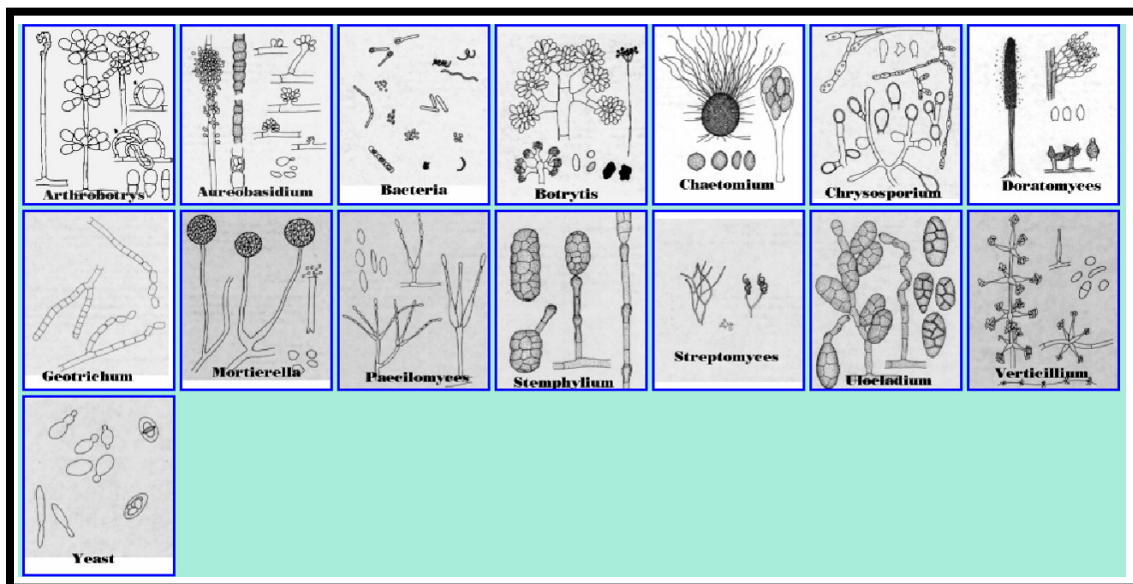 Arthrobotrys
Aureobasidium
Bacteria
Botrytis
Chaetomium
Chrysosporium
Doratomyces
Geotrichum
Mortierella
Paecilomyces
Stemphylium
Streptomyces
Ulocladium
Verticillium
Yeast